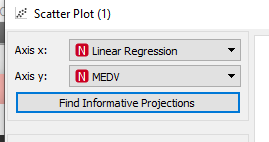 Scatter Plot (1)
Axis x: N Linear Regression
Axis y: N MEDV
Find Informative Projections